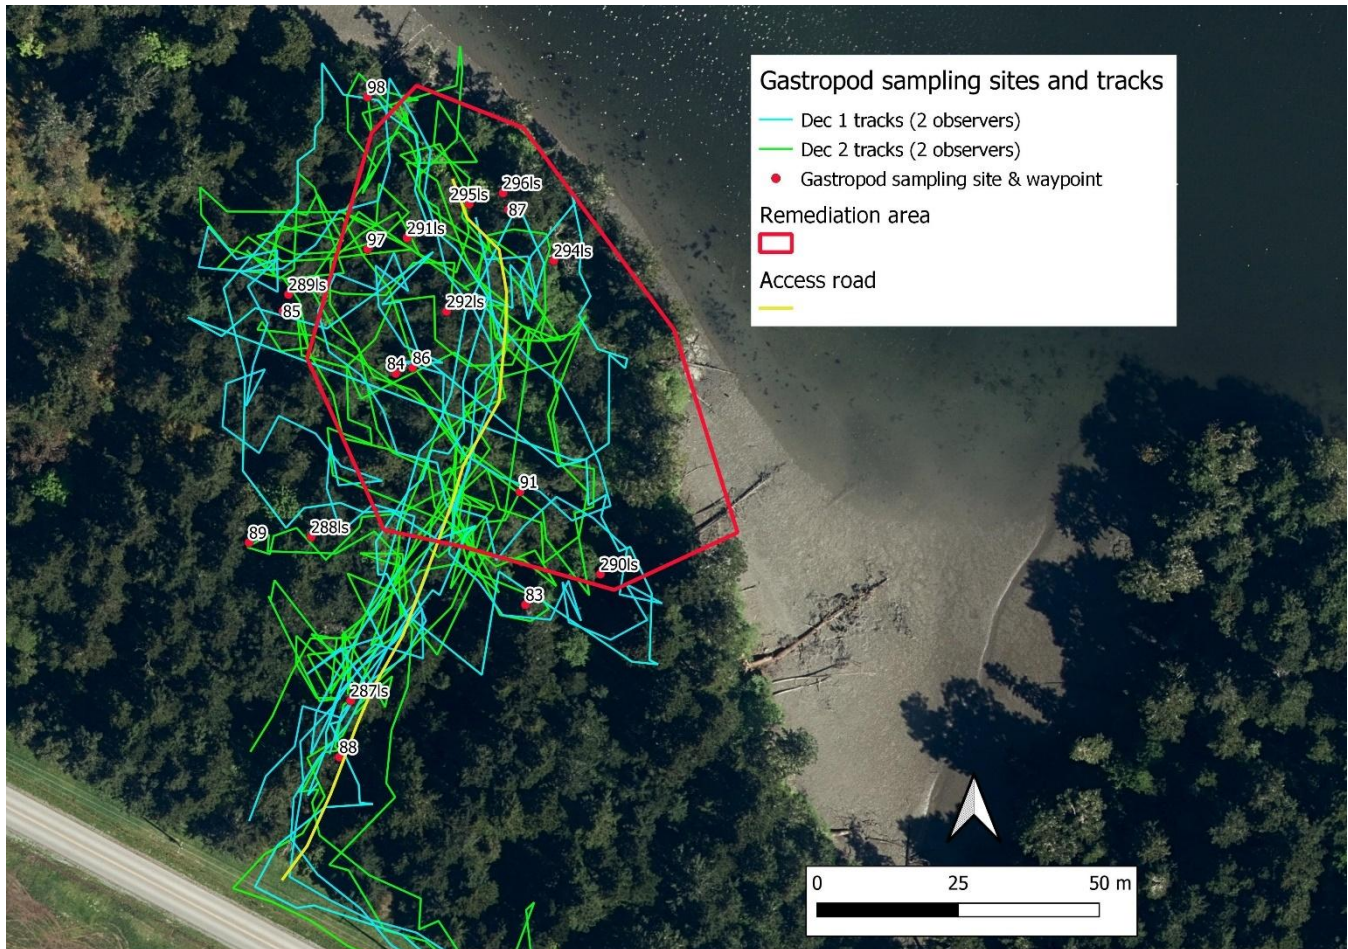 Gastropod sampling sites and tracks
Dec 1 tracks (2 observers)
Dec 2 tracks (2 observers)
Gastropod sampling site & waypoint
Remediation area
Access road
98
296ls
295ls
87
291ls
97
294ls
289ls
85
292ls
86
84
91
288ls
89
290ls
83
287ls
88
0 25 50 m